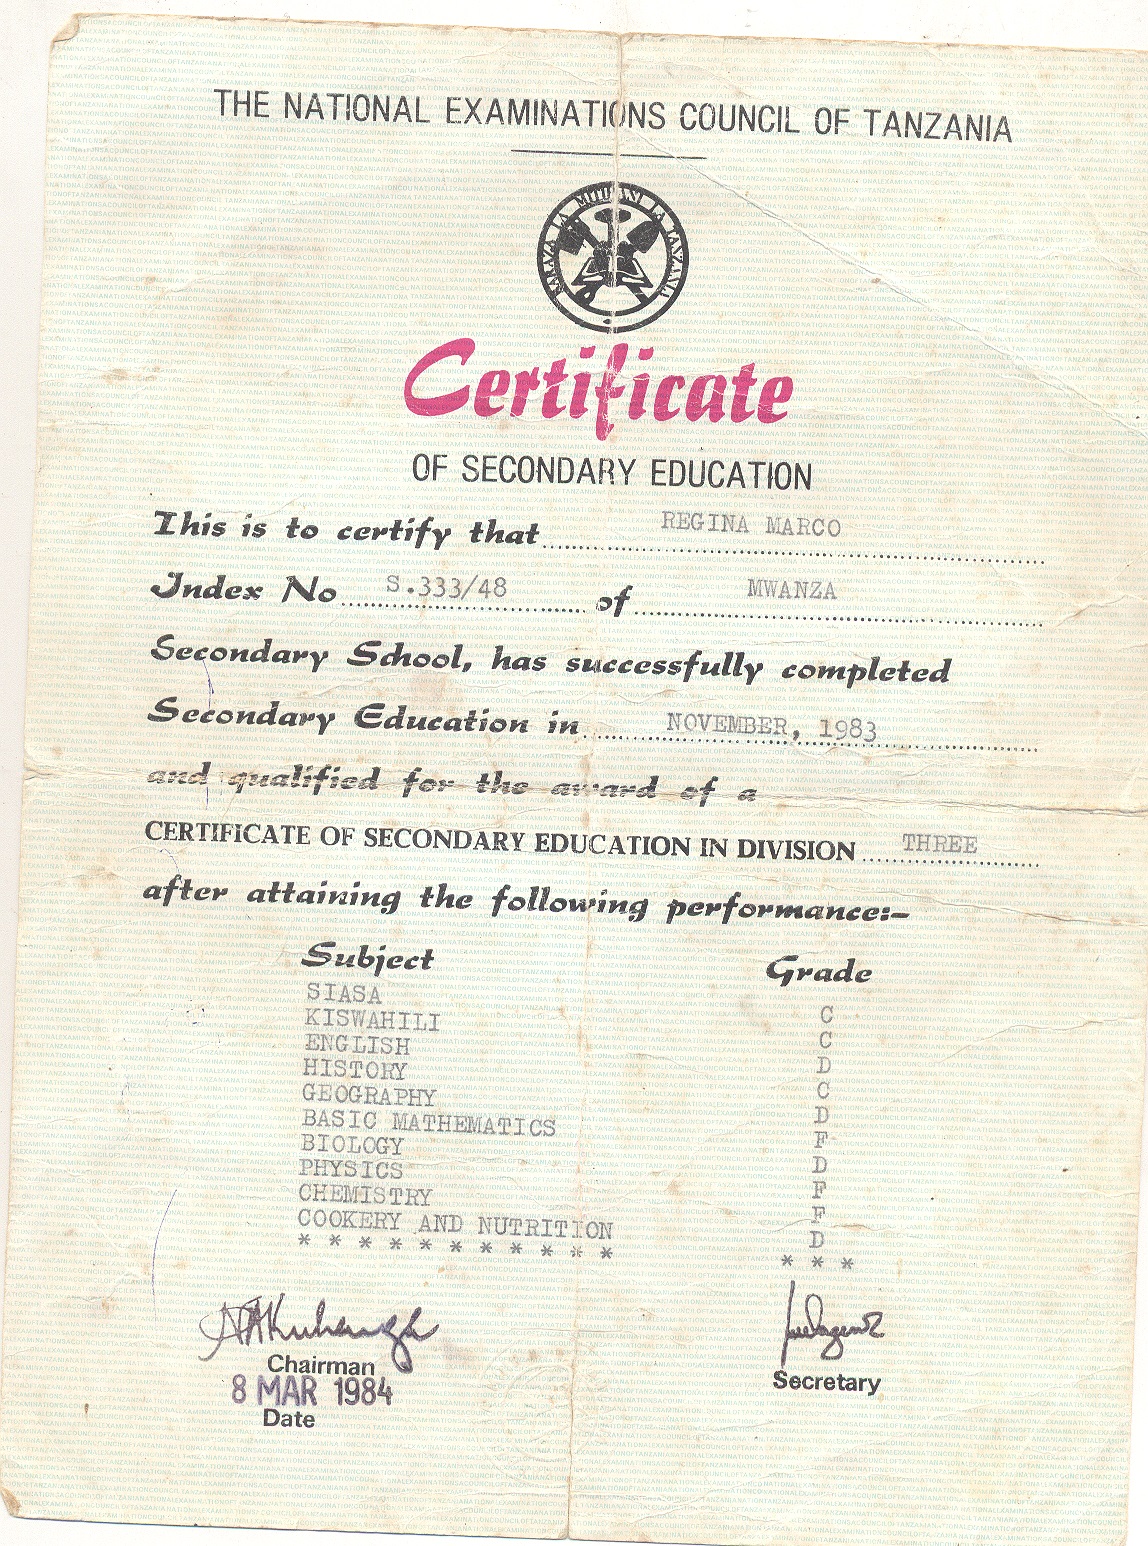 THE NATIONAL EXAMINATIONS COUNCIL OF TANZANIA
BARAZA LA MITIHANI LA TANZANIA
Certificate
OF SECONDARY EDUCATION
This is to certify that REGINA MARCO
Index No S.333/48 of MWANZA
Secondary School, has successfully completed
Secondary Education in NOVEMBER, 1983
and qualified for the award of a
CERTIFICATE OF SECONDARY EDUCATION IN DIVISION THREE
after attaining the following performance:-
Subject Grade
SIASA C
KISWAHILI C
ENGLISH D
HISTORY C
GEOGRAPHY D
BASIC MATHEMATICS F
BIOLOGY D
PHYSICS F
CHEMISTRY F
COOKERY AND NUTRITION D
* * * * * * * * * * * * * *
Chairman Secretary
8 MAR 1984
Date